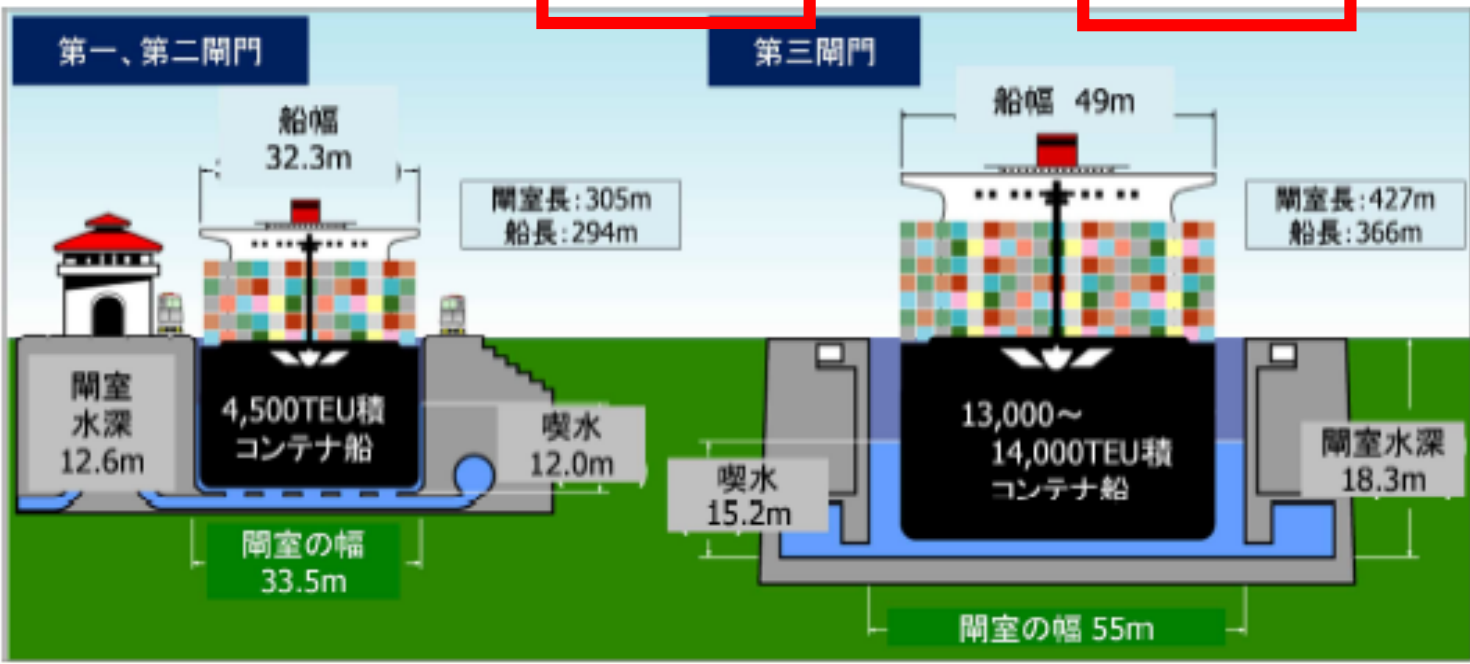 第一、第二閘門
船幅
32.3m
閘室長:305m
船長:294m
閘室
水深
12.6m
4,500TEU積
コンテナ船
喫水
12.0m
閘室の幅
33.5m
第三閘門
船幅 49m
閘室長:427m
船長:366m
13,000～
14,000TEU積
コンテナ船
喫水
15.2m
閘室水深
18.3m
閘室の幅 55m